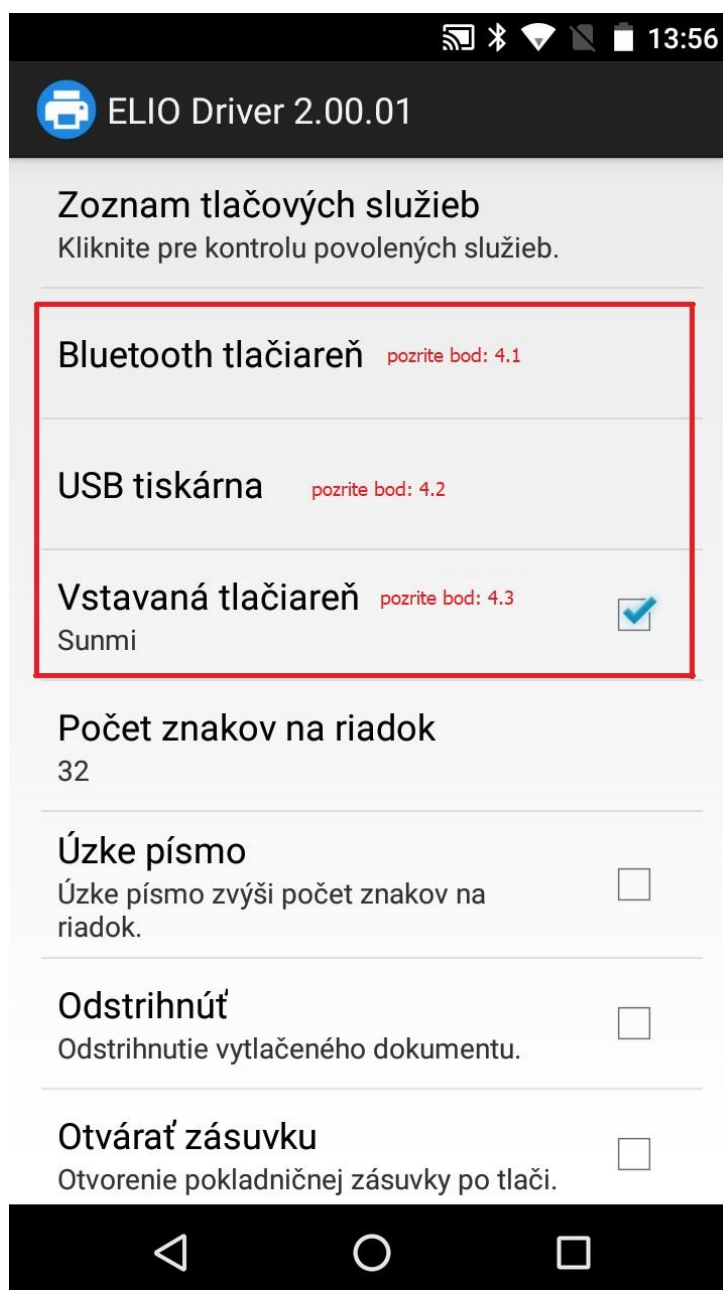 13:56
ELIO Driver 2.00.01
Zoznam tlačových služieb
Kliknite pre kontrolu povolených služieb.
Bluetooth tlačiareň pozrite bod: 4.1
USB tiskárna pozrite bod: 4.2
Vstavaná tlačiareň pozrite bod: 4.3
Sunmi
Počet znakov na riadok
32
Úzke písmo
Úzke písmo zvýši počet znakov na
riadok.
Odstrihnúť
Odstrihnutie vytlačeného dokumentu.
Otvárať zásuvku
Otvorenie pokladničnej zásuvky po tlači.